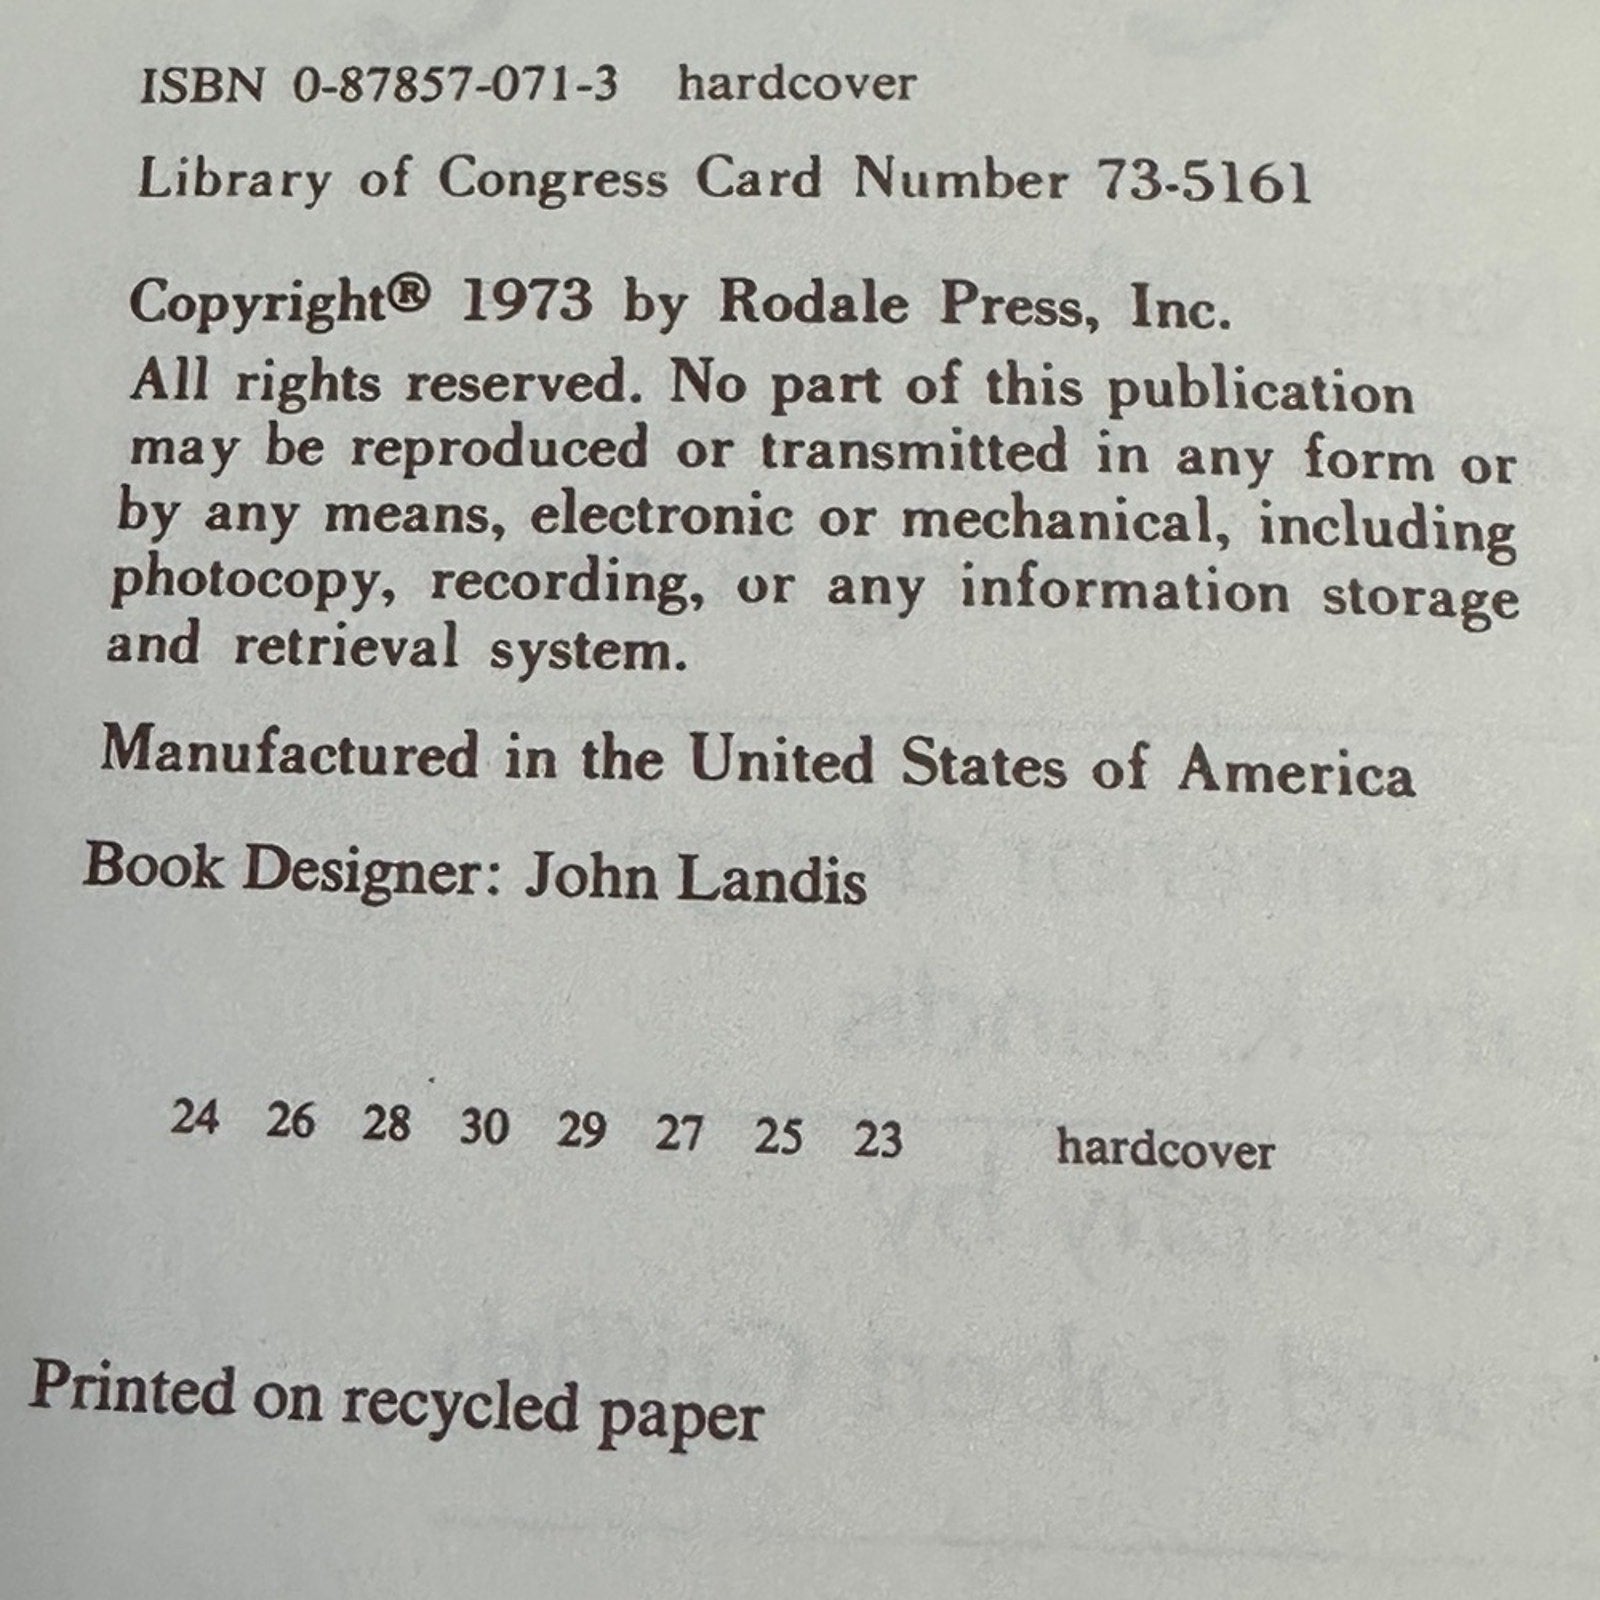 ISBN 0-87857-071-3 hardcover
Library of Congress Card Number 73-5161
Copyright® 1973 by Rodale Press, Inc.
All rights reserved. No part of this publication
may be reproduced or transmitted in any form or
by any means, electronic or mechanical, including
photocopy, recording, or any information storage
and retrieval system.
Manufactured in the United States of America
Book Designer: John Landis
24 26 28 30 29 27 25 23 hardcover
Printed on recycled paper